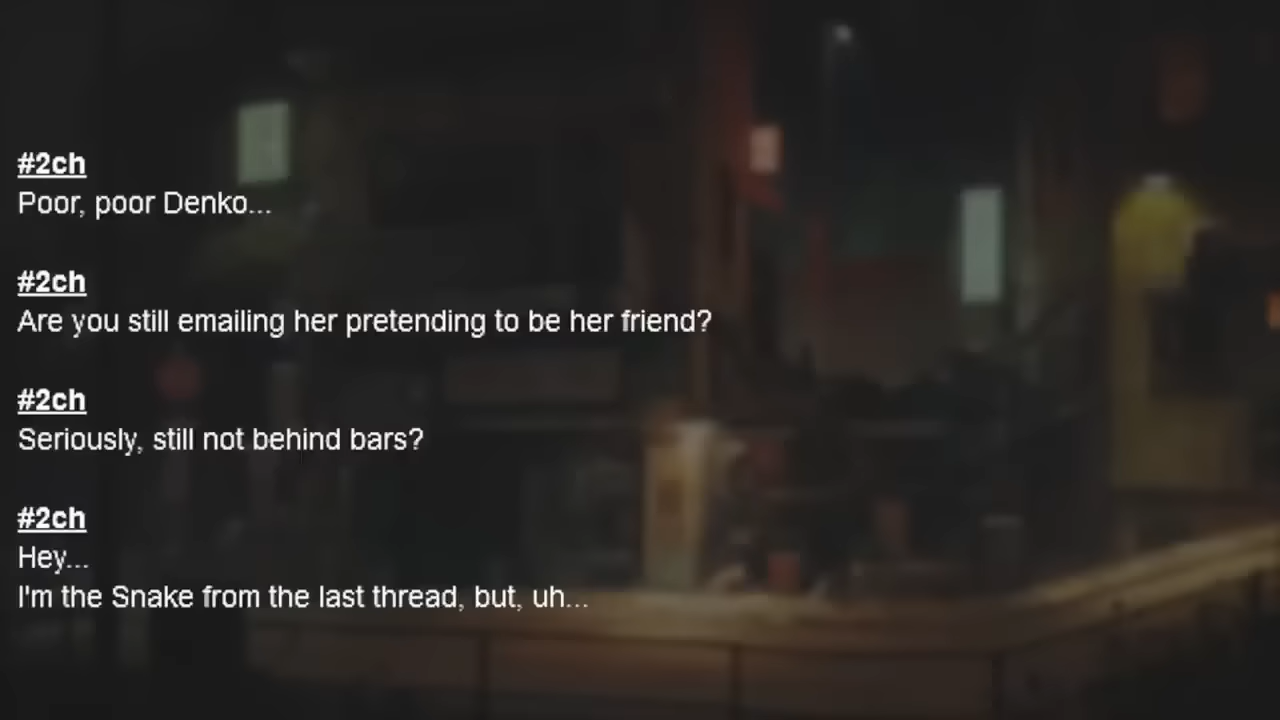 #2ch
Poor, poor Denko...
#2ch
Are you still emailing her pretending to be her friend?
#2ch
Seriously, still not behind bars?
#2ch
Hey...
I'm the Snake from the last thread, but, uh...